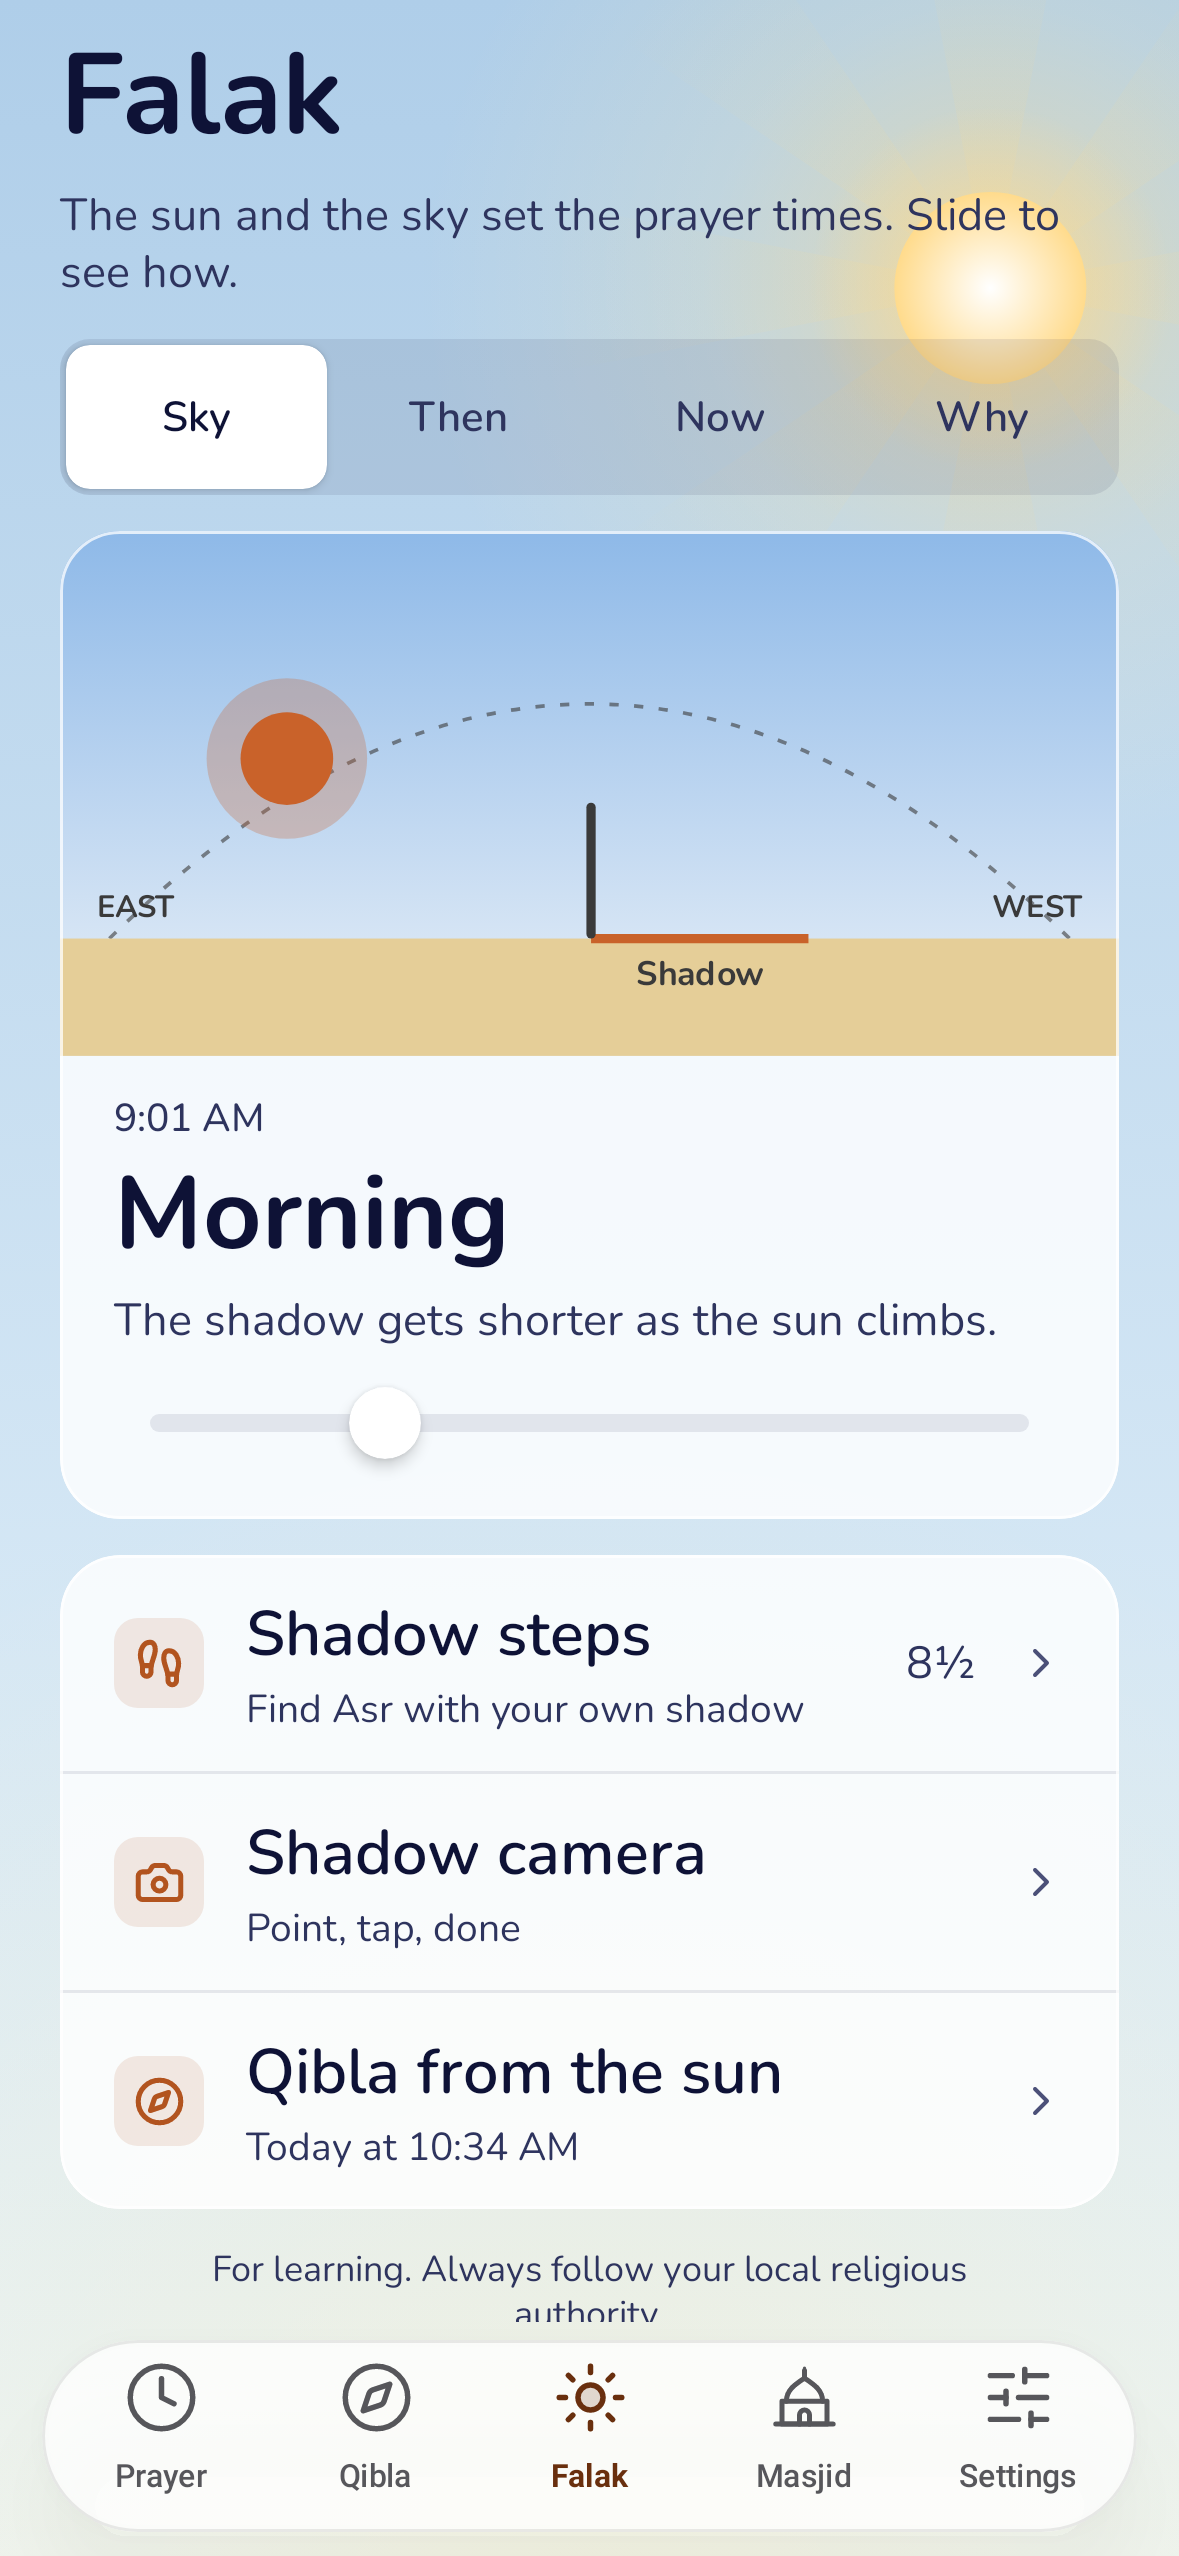 Falak
The sun and the sky set the prayer times. Slide to
see how.
Sky
Then
Now
Why
EAST
WEST
Shadow
9:01 AM
Morning
The shadow gets shorter as the sun climbs.
Shadow steps
8½
Find Asr with your own shadow
Shadow camera
Point, tap, done
Qibla from the sun
Today at 10:34 AM
For learning. Always follow your local religious
authority
Prayer
Qibla
Falak
Masjid
Settings